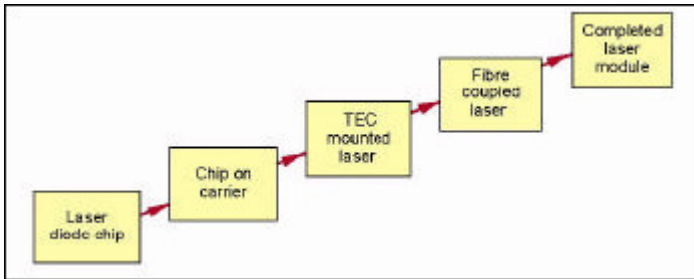 Laser
diode chip
Chip on
carrier
TEC
mounted
laser
Fibre
coupled
laser
Completed
laser
module